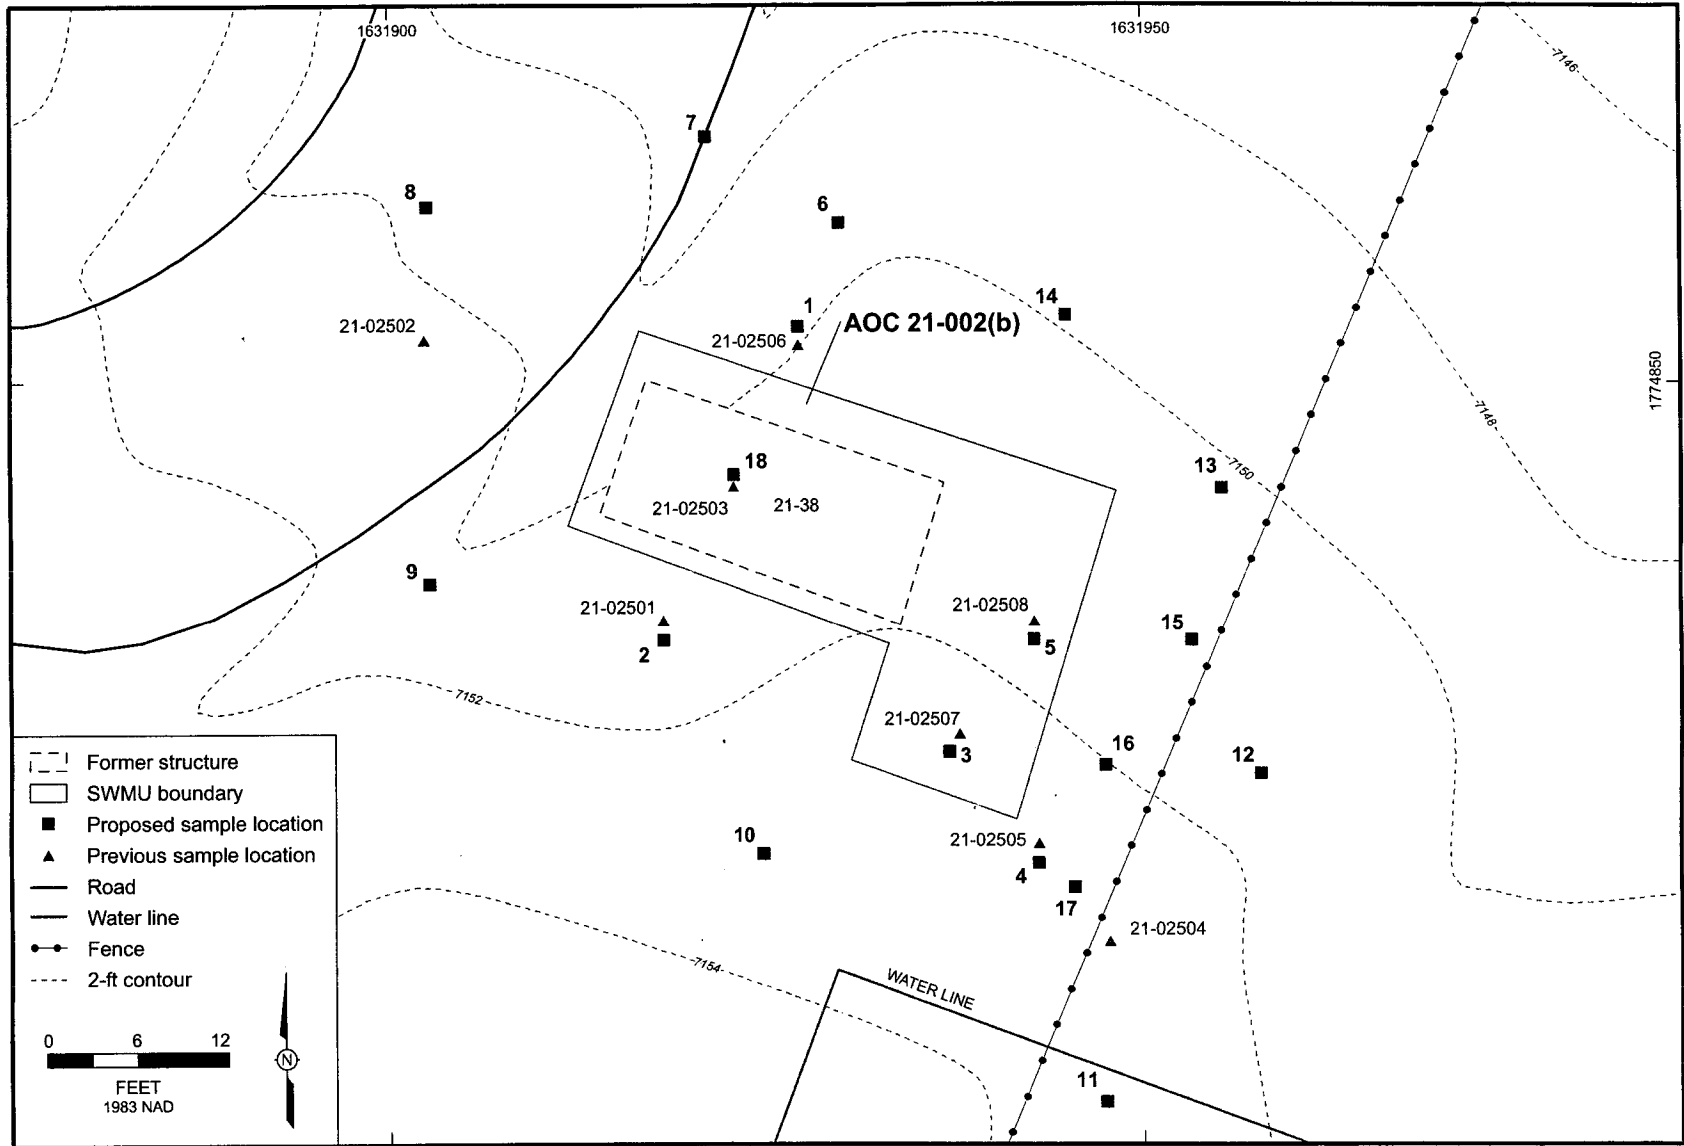 1631900
1631950
7146
7
8
6
14
1
21-02502
21-02506
AOC 21-002(b)
1774850
7148
18
13
7150
21-02503
21-38
9
21-02501
21-02508
15
2
5
7152
21-02507
3
16
12
Former structure
SWMU boundary
Proposed sample location
Previous sample location
Road
Water line
Fence
2-ft contour
0 6 12
FEET
1983 NAD
N
10
21-02505
4
17
21-02504
7154
WATER LINE
11